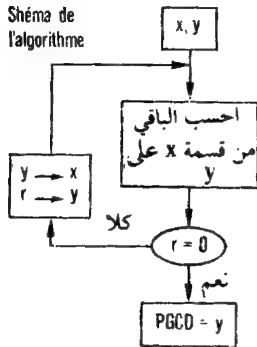 Shéma de
l'algorithme
x, y
احسب الباقي
من قسمة x على
y
y → x
r → y
كلا
r = 0
نعم
PGCD = y